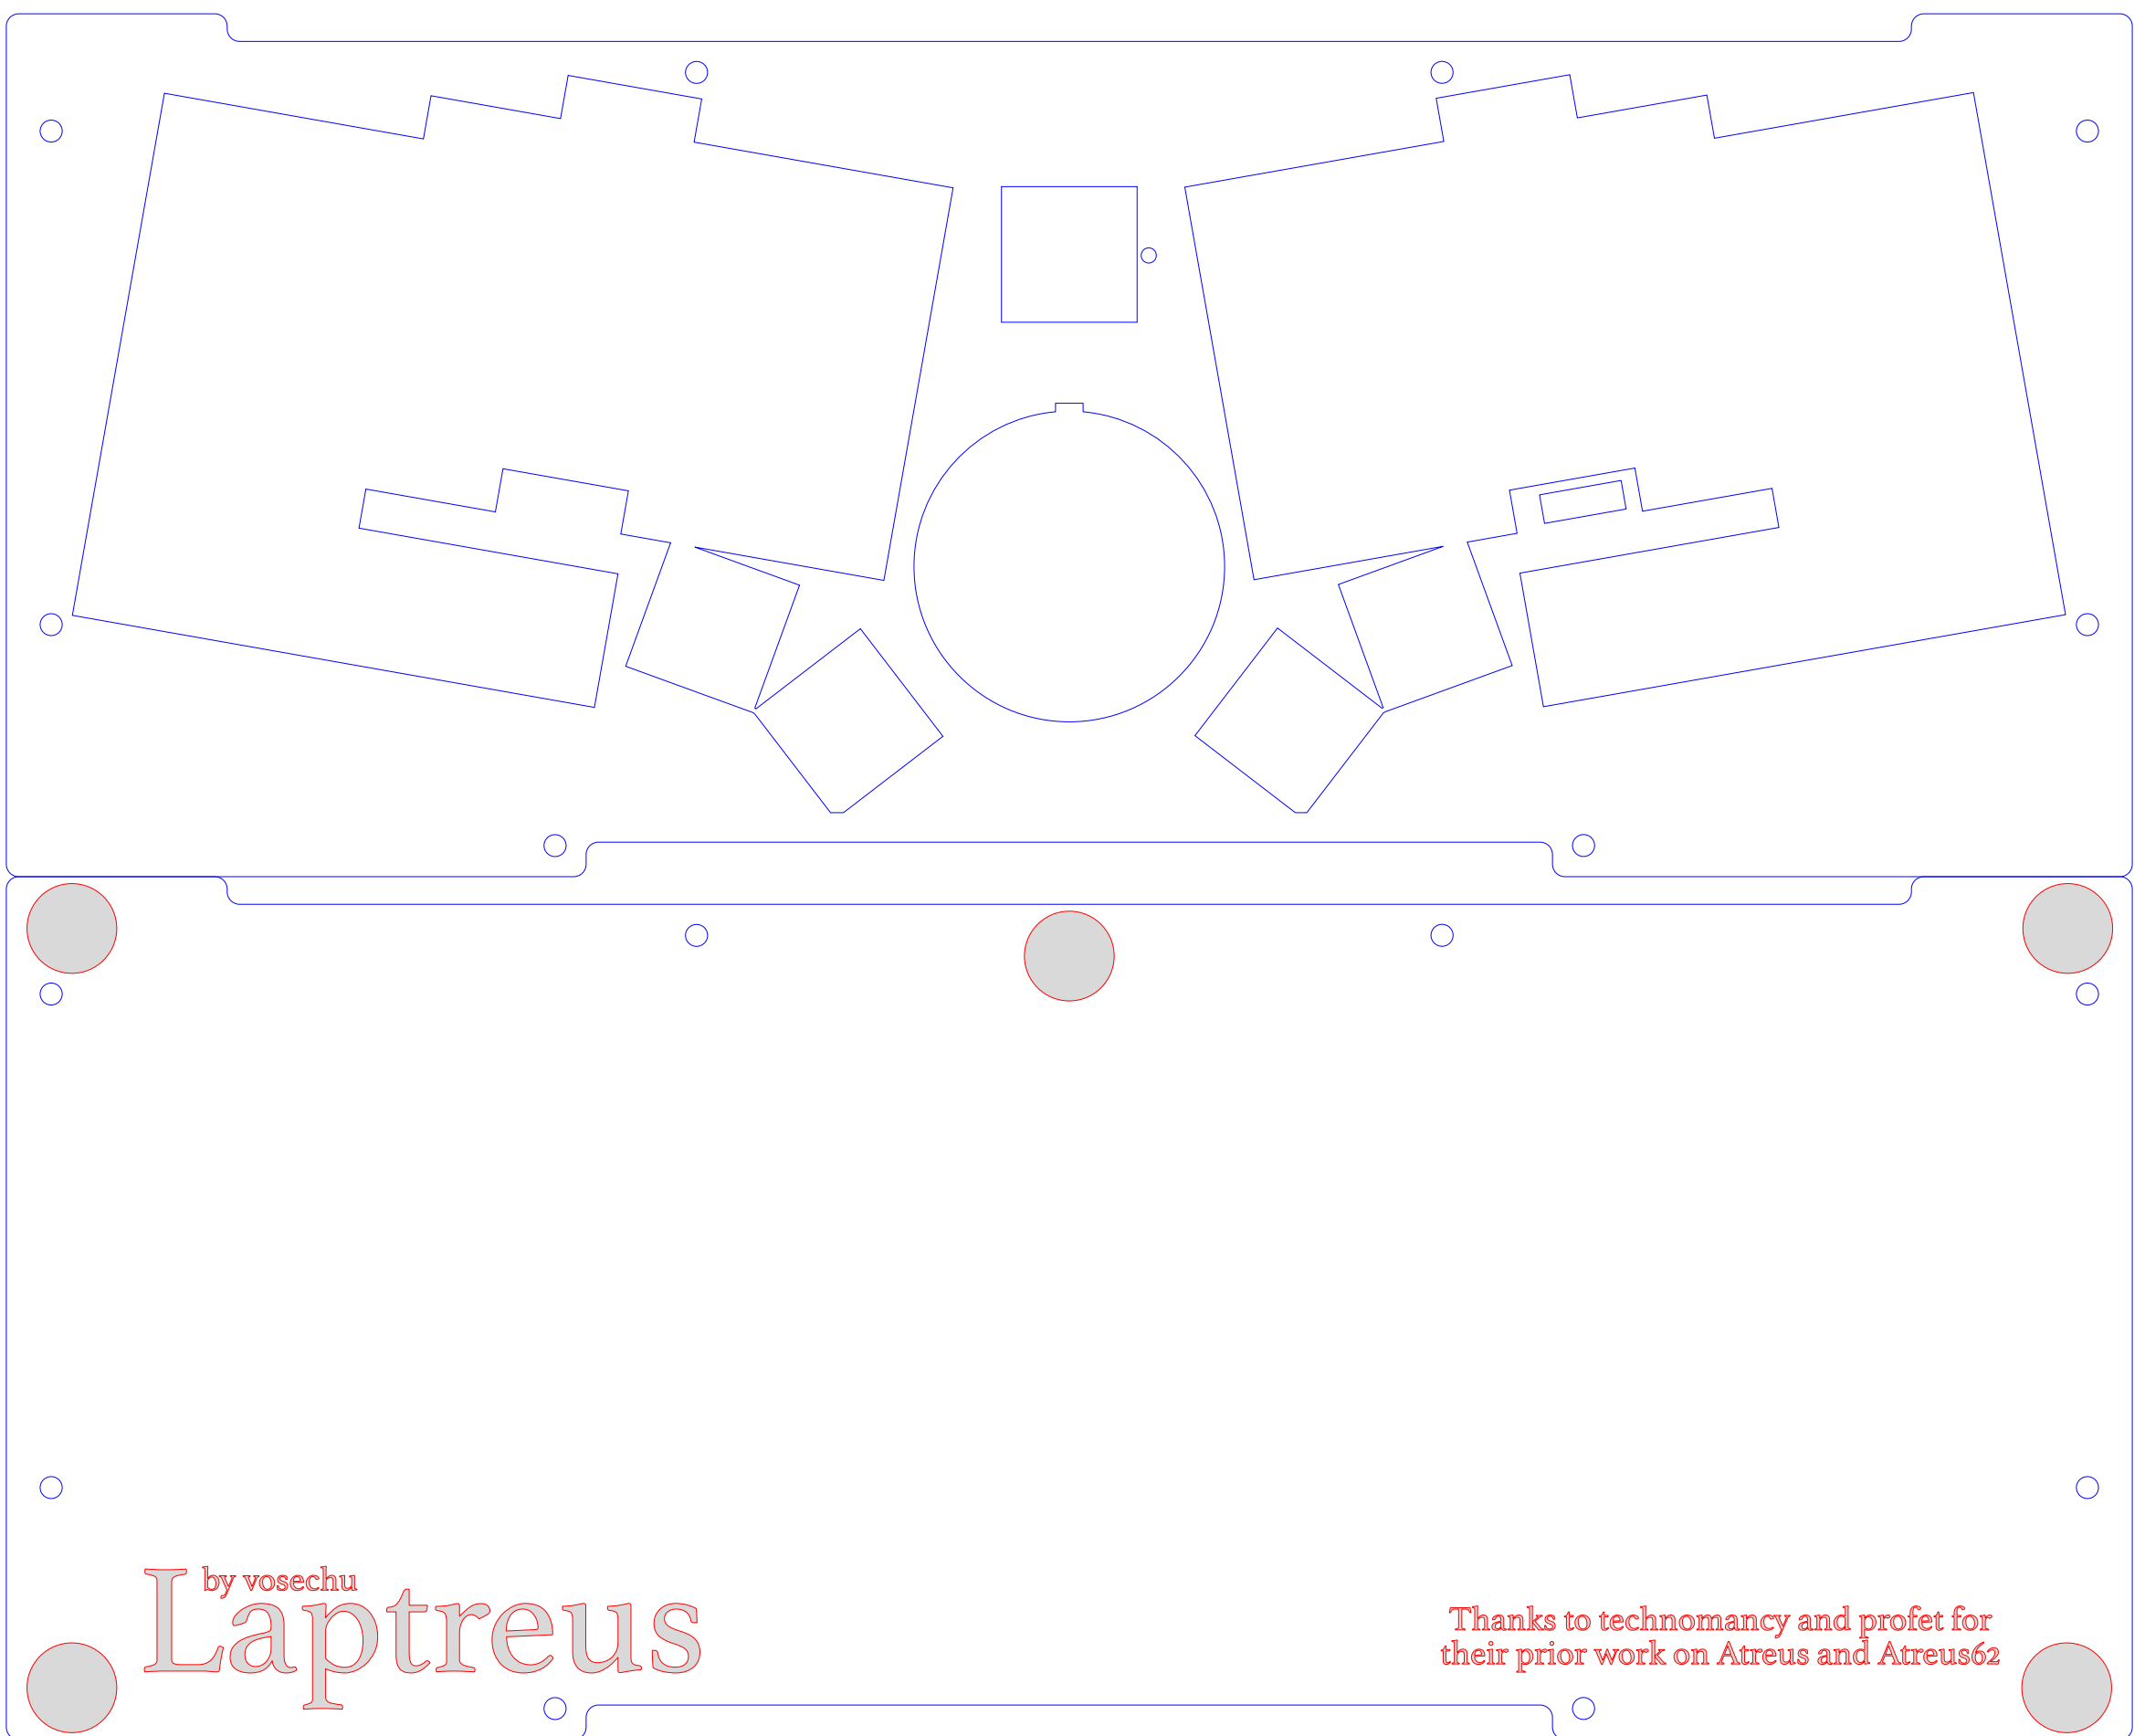 by vosechu
Laptreus
Thanks to technomancy and profet for
their prior work on Atreus and Atreus62